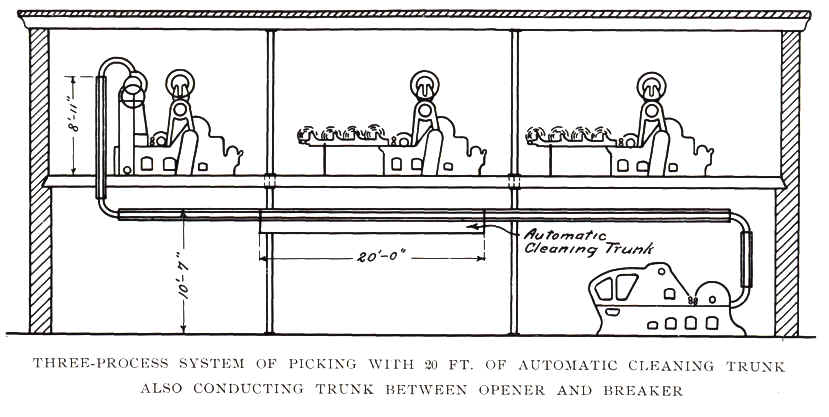 8'-11"
Automatic
Cleaning Trunk
20'-0"
10'-7"
THREE-PROCESS SYSTEM OF PICKING WITH 20 FT. OF AUTOMATIC CLEANING TRUNK
ALSO CONDUCTING TRUNK BETWEEN OPENER AND BREAKER